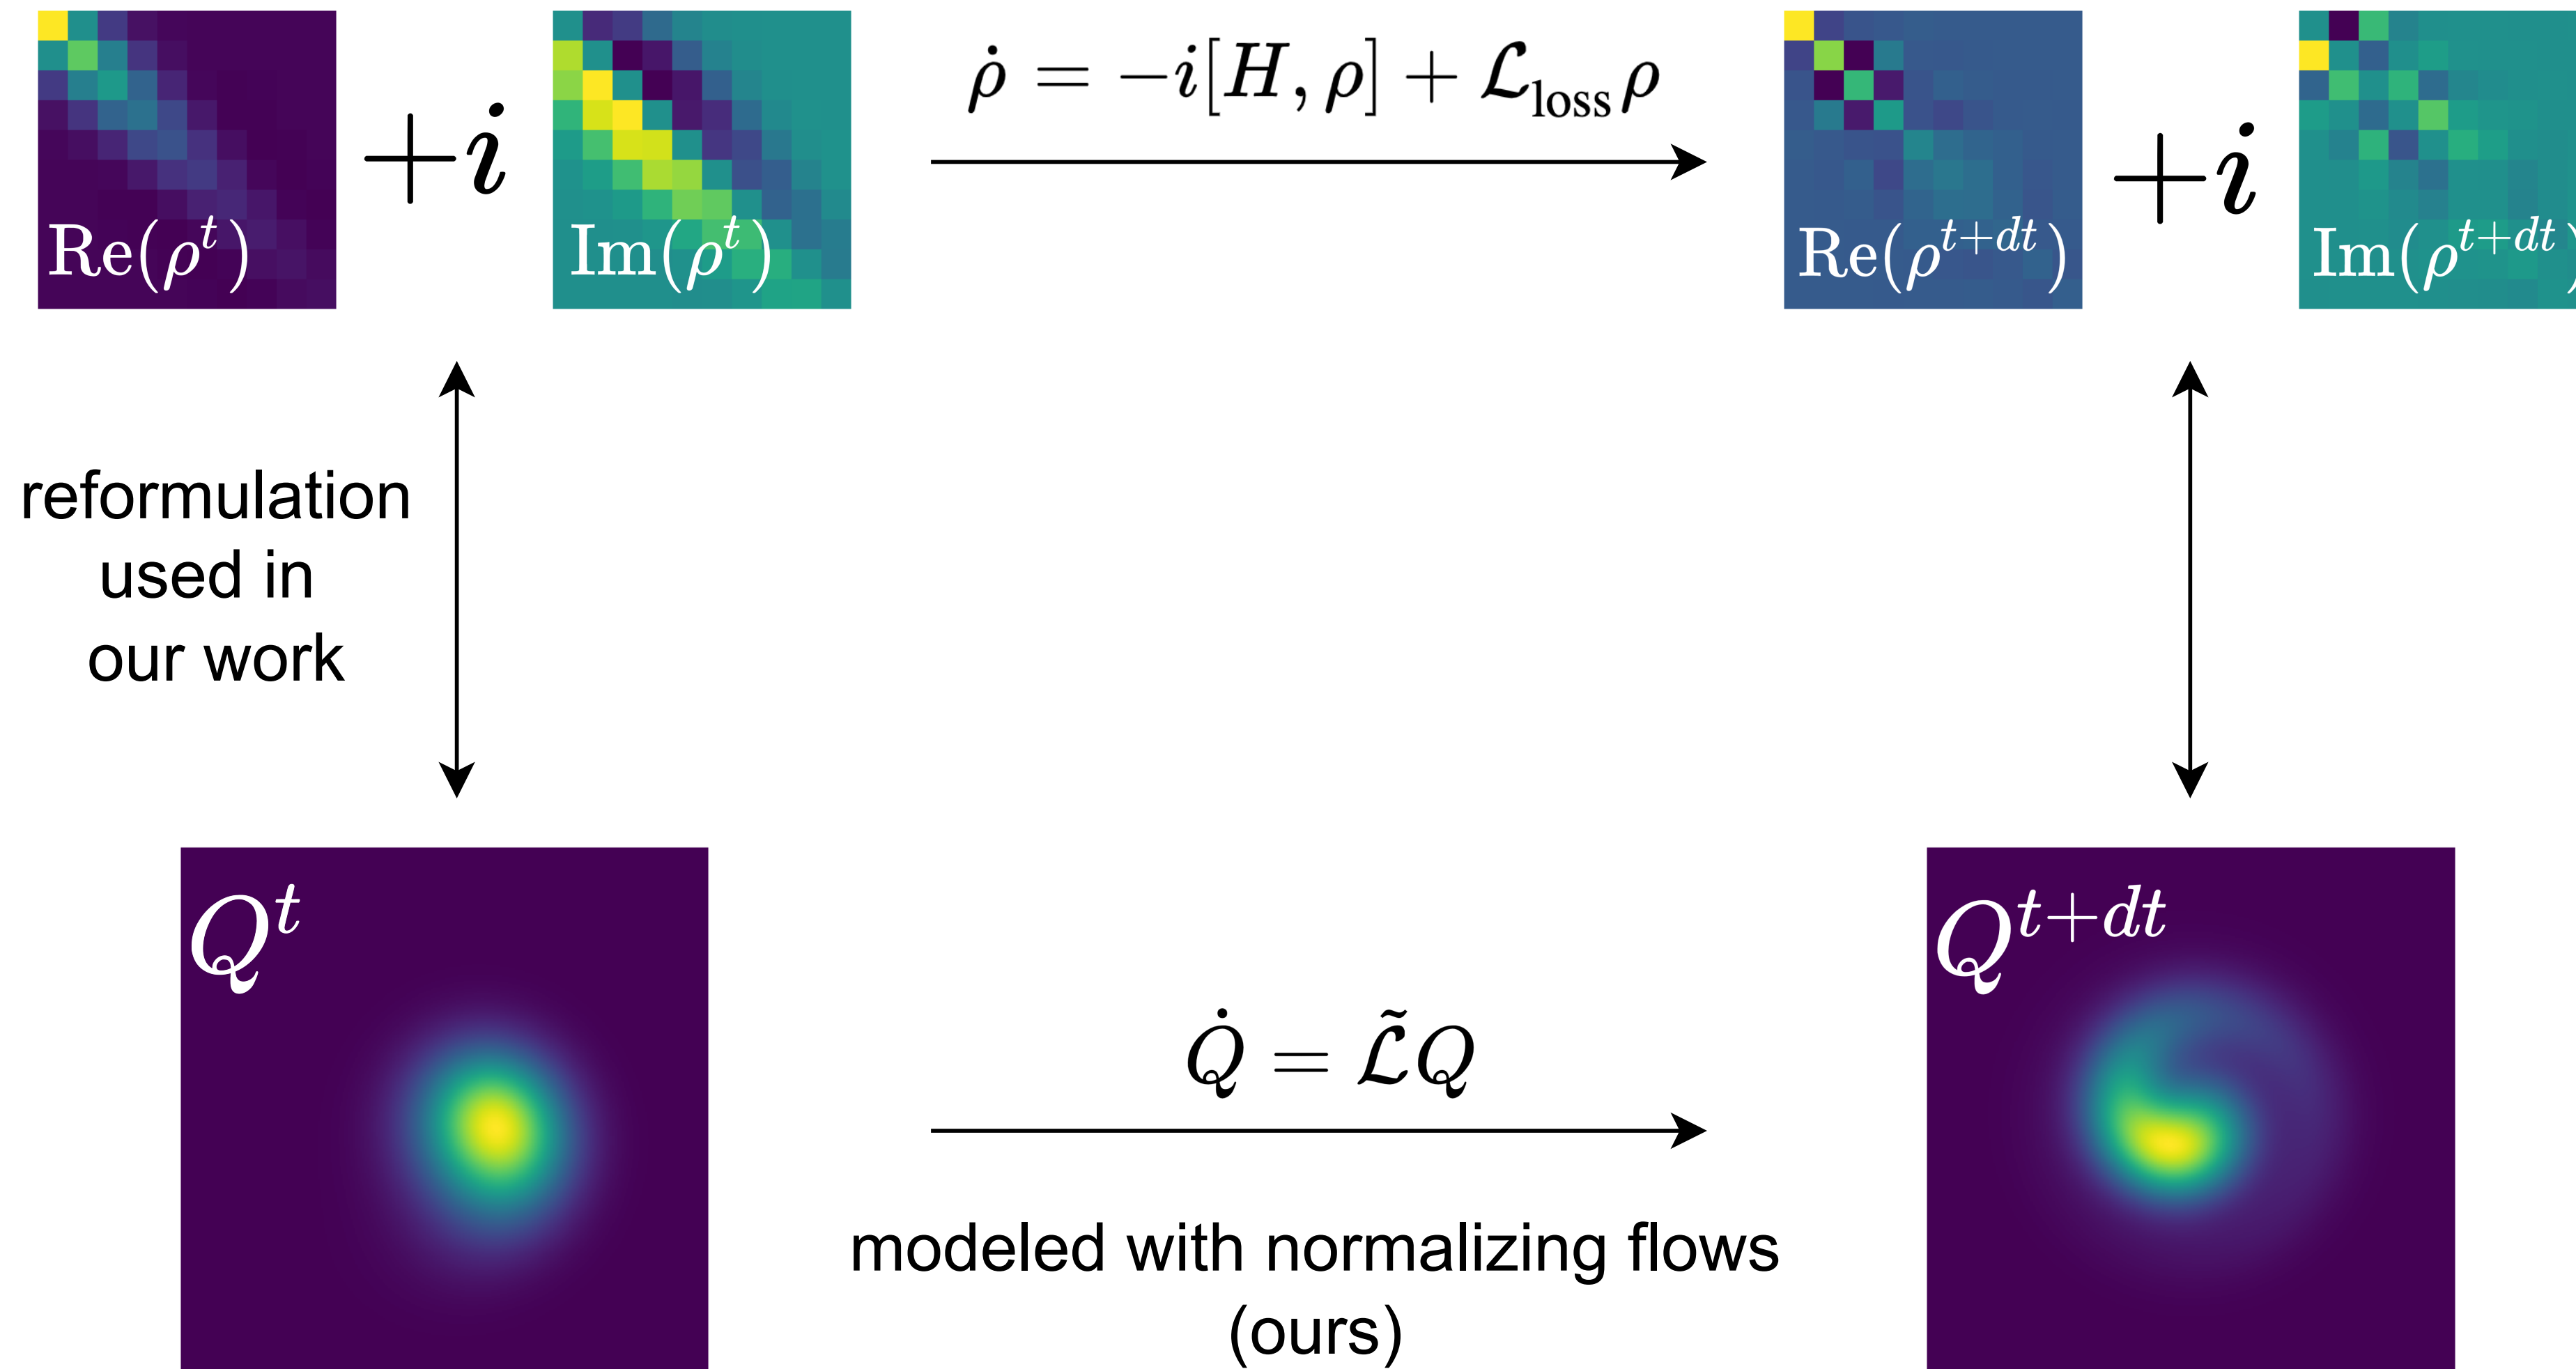 Re(ρ^t) +i Im(ρ^t)
ρ̇ = −i[H, ρ] + ℒ_loss ρ
Re(ρ^{t+dt}) +i Im(ρ^{t+dt})
reformulation
used in
our work
Q^t
Q̇ = ℒ̃Q
modeled with normalizing flows
(ours)
Q^{t+dt}